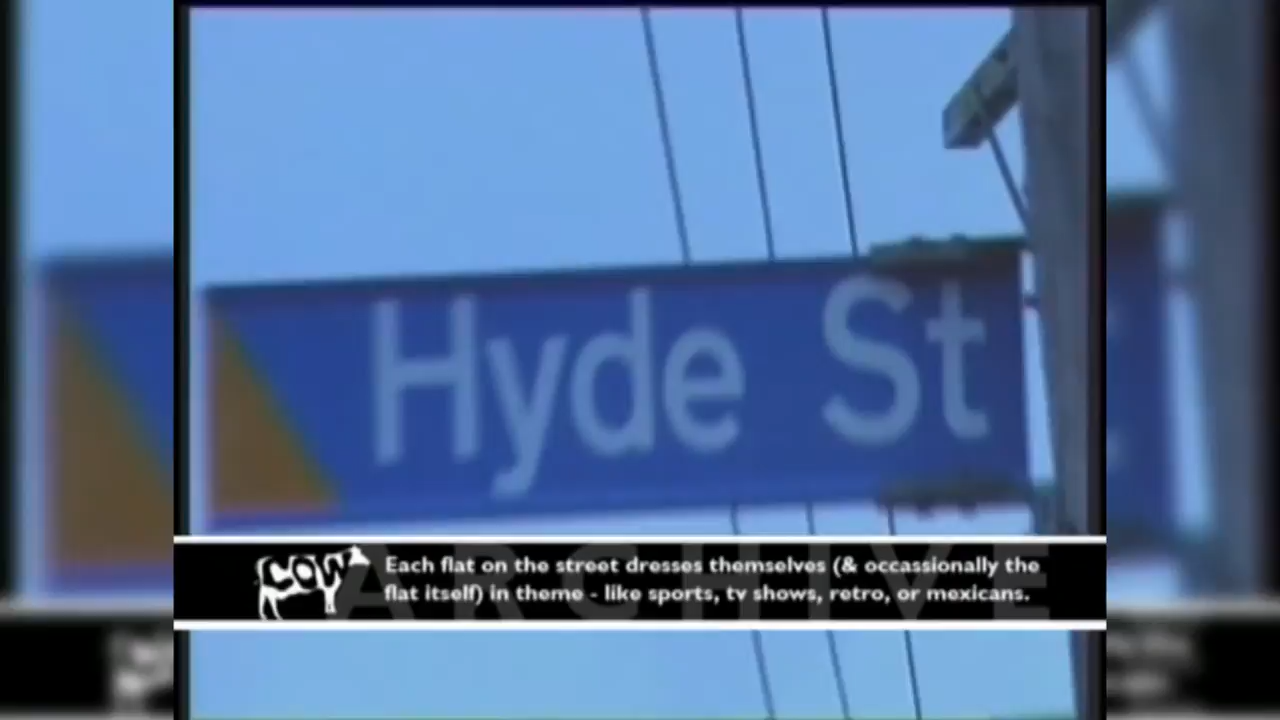 Hyde St
COW
ARCHIVE
Each flat on the street dresses themselves (& occassionally the
flat itself) in theme - like sports, tv shows, retro, or mexicans.